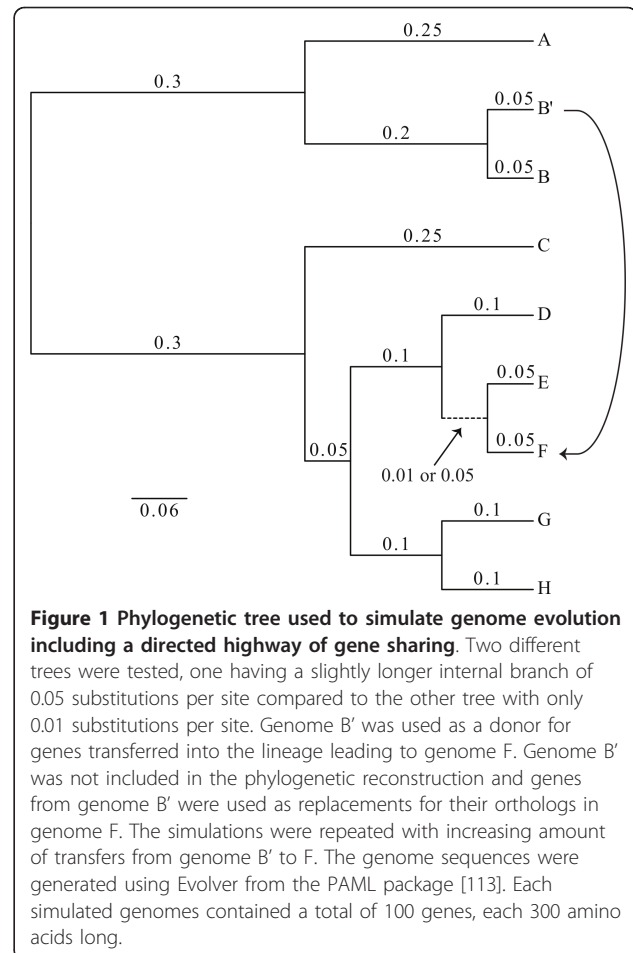 0.25
A
0.3
0.05
B'
0.2
0.05
B
0.25
C
0.3
0.1
D
0.1
0.05
E
0.05
0.05
F
0.01 or 0.05
0.06
0.1
G
0.1
0.1
H
Figure 1 Phylogenetic tree used to simulate genome evolution
including a directed highway of gene sharing. Two different
trees were tested, one having a slightly longer internal branch of
0.05 substitutions per site compared to the other tree with only
0.01 substitutions per site. Genome B' was used as a donor for
genes transferred into the lineage leading to genome F. Genome B'
was not included in the phylogenetic reconstruction and genes
from genome B' were used as replacements for their orthologs in
genome F. The simulations were repeated with increasing amount
of transfers from genome B' to F. The genome sequences were
generated using Evolver from the PAML package [113]. Each
simulated genomes contained a total of 100 genes, each 300 amino
acids long.